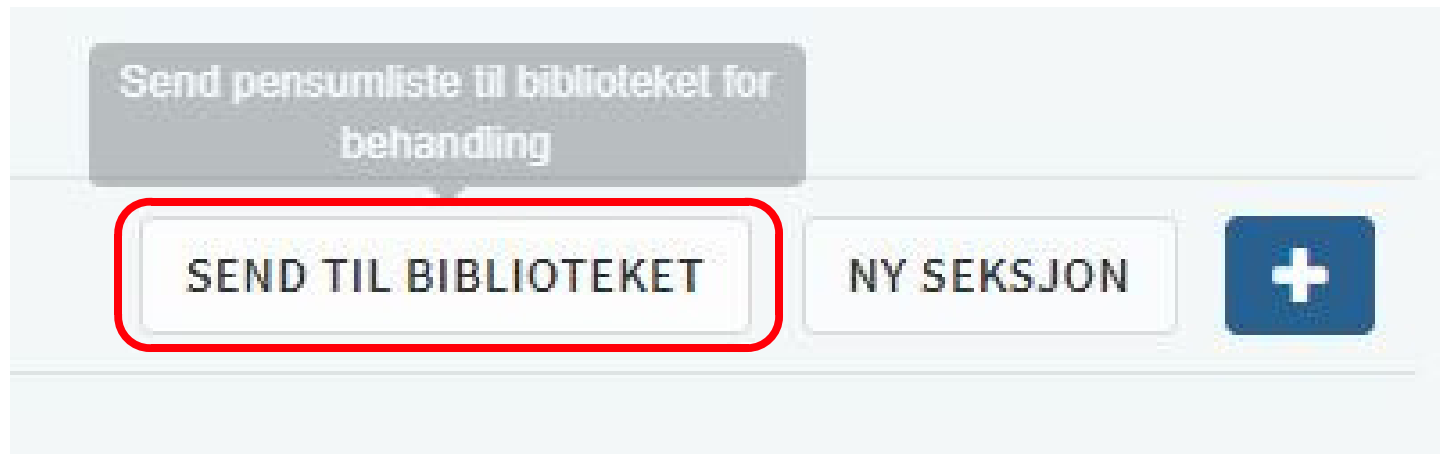 Send pensumliste til biblioteket for
behandling
SEND TIL BIBLIOTEKET NY SEKSJON